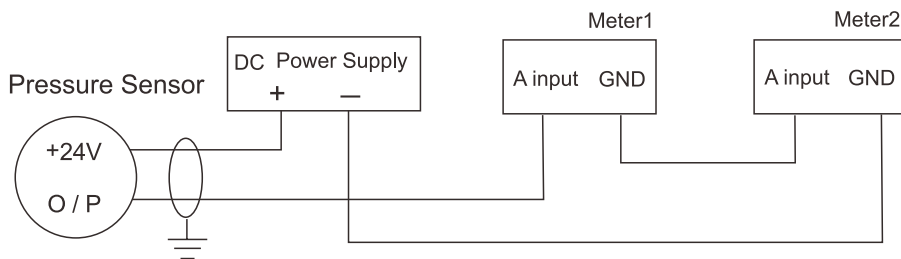 Meter1
Meter2
DC Power Supply
+ —
A input GND
A input GND
Pressure Sensor
+24V
O / P